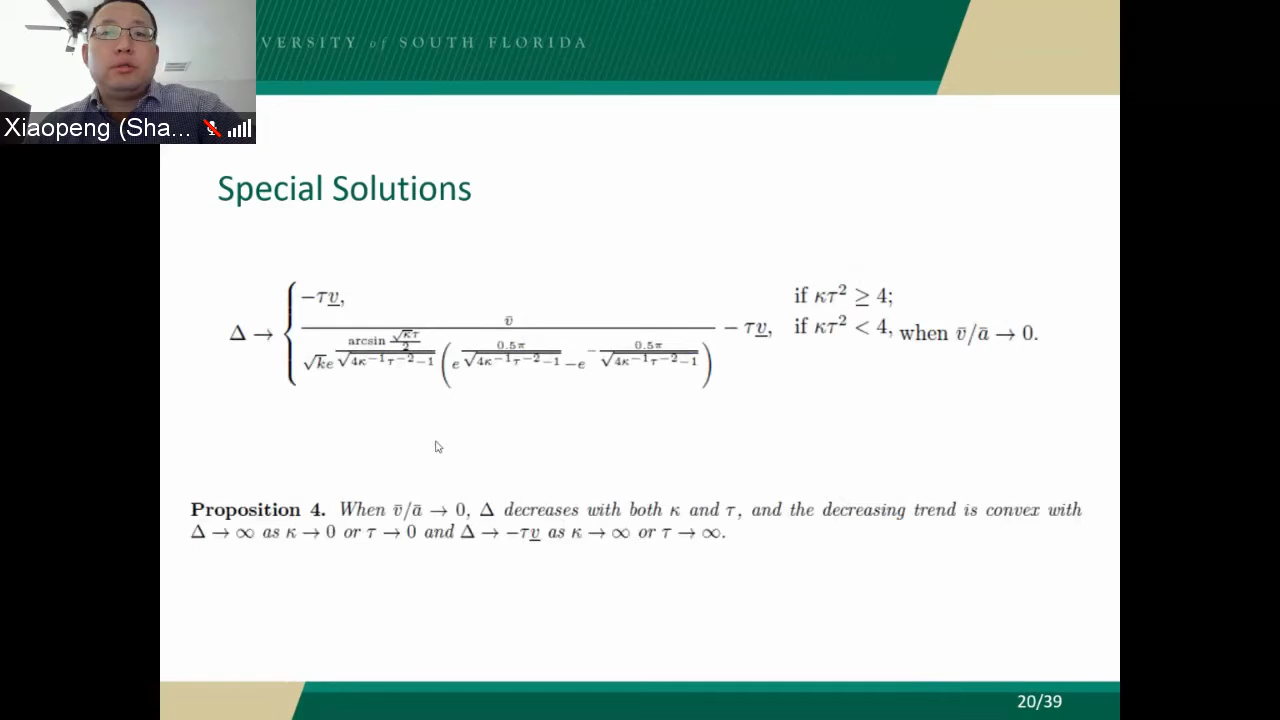 VERSITY of SOUTH FLORIDA
Xiaopeng (Sha...
Special Solutions
Δ → { −τv̲, if κτ² ≥ 4;
v̄ / (√k e^(arcsin(√κτ/2)/√(4κ⁻¹τ⁻²−1)) (e^(0.5π/√(4κ⁻¹τ⁻²−1)) − e^(−0.5π/√(4κ⁻¹τ⁻²−1)))) − τv̲, if κτ² < 4, when v̄/ā → 0.
Proposition 4. When v̄/ā → 0, Δ decreases with both κ and τ, and the decreasing trend is convex with
Δ → ∞ as κ → 0 or τ → 0 and Δ → −τv̲ as κ → ∞ or τ → ∞.
20/39